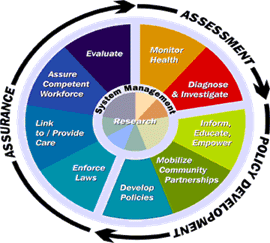 ASSESSMENT
Monitor
Health
Diagnose
& Investigate
POLICY DEVELOPMENT
Inform,
Educate,
Empower
Mobilize
Community
Partnerships
Develop
Policies
ASSURANCE
Enforce
Laws
Link
to / Provide
Care
Assure
Competent
Workforce
Evaluate
System Management
Research